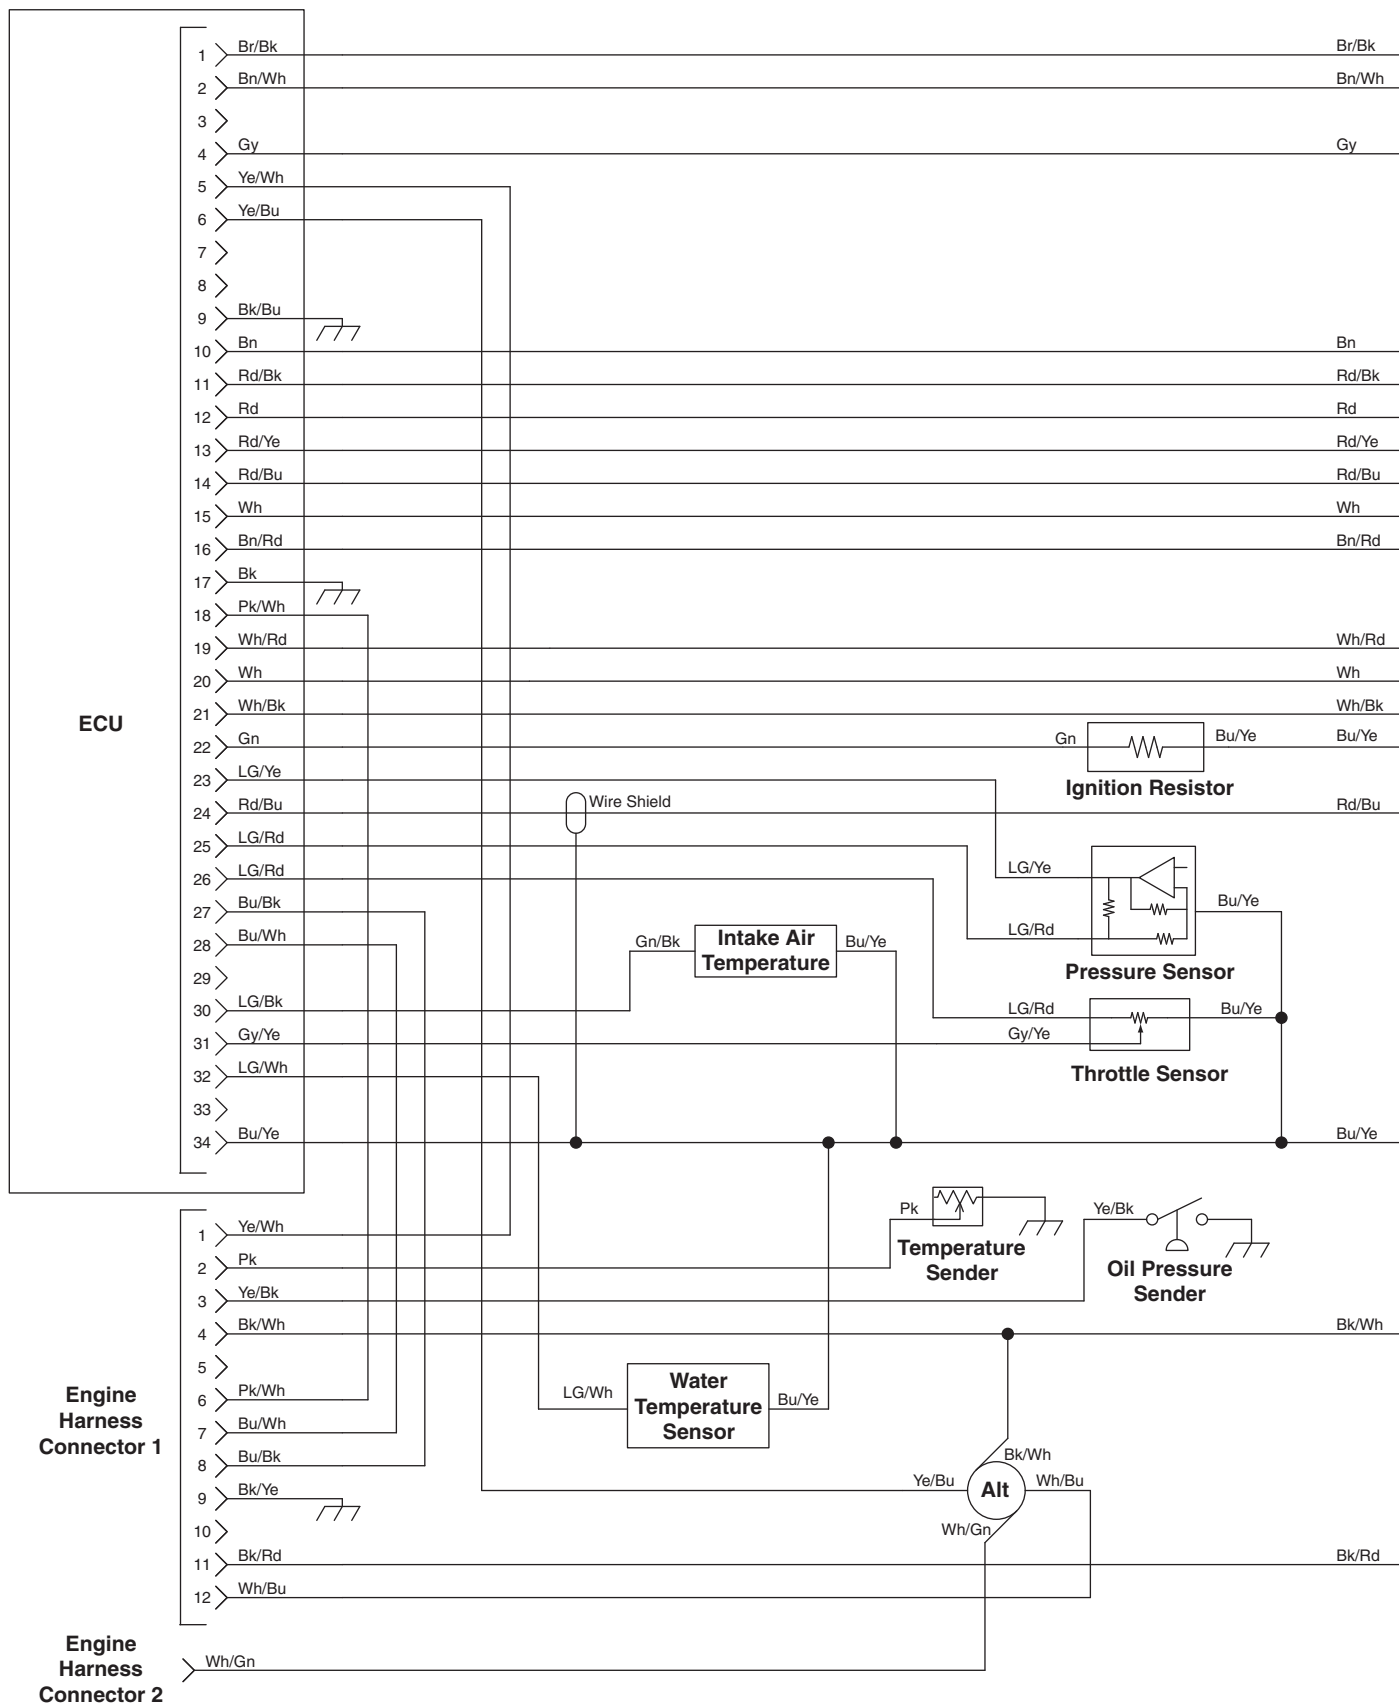 1 Br/Bk Br/Bk
2 Bn/Wh Bn/Wh
3
4 Gy Gy
5 Ye/Wh
6 Ye/Bu
7
8
9 Bk/Bu
10 Bn Bn
11 Rd/Bk Rd/Bk
12 Rd Rd
13 Rd/Ye Rd/Ye
14 Rd/Bu Rd/Bu
15 Wh Wh
16 Bn/Rd Bn/Rd
17 Bk
18 Pk/Wh
19 Wh/Rd Wh/Rd
20 Wh Wh
21 Wh/Bk Wh/Bk
ECU
22 Gn Gn Bu/Ye Bu/Ye
Ignition Resistor
23 LG/Ye
Wire Shield
24 Rd/Bu Rd/Bu
25 LG/Rd
26 LG/Rd
LG/Ye
27 Bu/Bk
Bu/Ye
28 Bu/Wh
LG/Rd
Gn/Bk
Intake Air
Temperature
Bu/Ye
Pressure Sensor
29
30 LG/Bk
LG/Rd Bu/Ye
31 Gy/Ye Gy/Ye
Throttle Sensor
32 LG/Wh
33
34 Bu/Ye Bu/Ye
1 Ye/Wh
Pk
Temperature
Sender
Ye/Bk
Oil Pressure
Sender
2 Pk
3 Ye/Bk
4 Bk/Wh Bk/Wh
5
Engine
Harness
Connector 1
6 Pk/Wh
7 Bu/Wh
8 Bu/Bk
LG/Wh
Water
Temperature
Sensor
Bu/Ye
Bk/Wh
Ye/Bu
Alt
Wh/Bu
Wh/Gn
9 Bk/Ye
10
11 Bk/Rd Bk/Rd
12 Wh/Bu
Engine
Harness
Connector 2
Wh/Gn